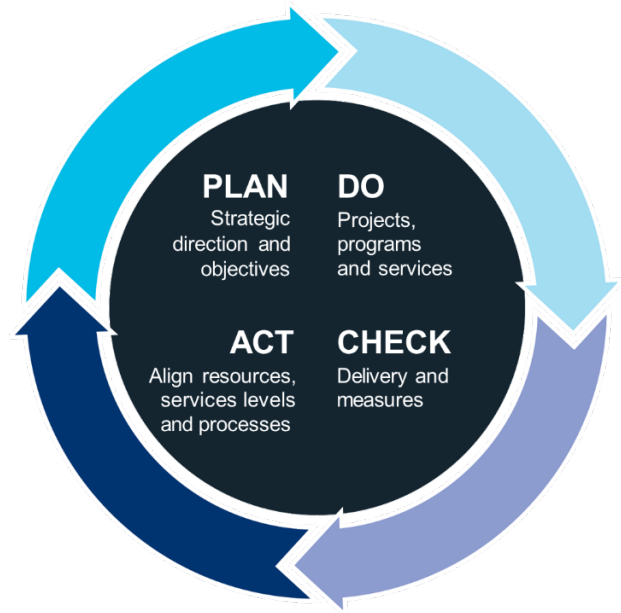 PLAN
Strategic
direction and
objectives
DO
Projects,
programs
and services
ACT
Align resources,
services levels
and processes
CHECK
Delivery and
measures